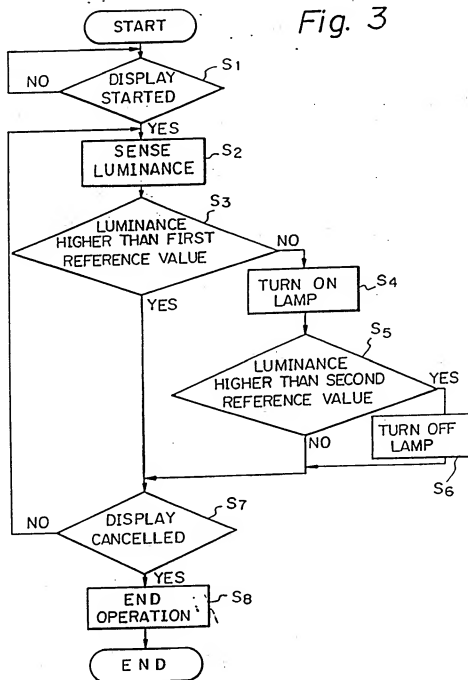 Fig. 3
START
S1
NO
DISPLAY
STARTED
YES
SENSE
LUMINANCE
S2
S3
LUMINANCE
HIGHER THAN FIRST
REFERENCE VALUE
NO
YES
TURN ON
LAMP
S4
S5
LUMINANCE
HIGHER THAN SECOND
REFERENCE VALUE
YES
NO
TURN OFF
LAMP
S6
S7
NO
DISPLAY
CANCELLED
YES
END
OPERATION
S8
END